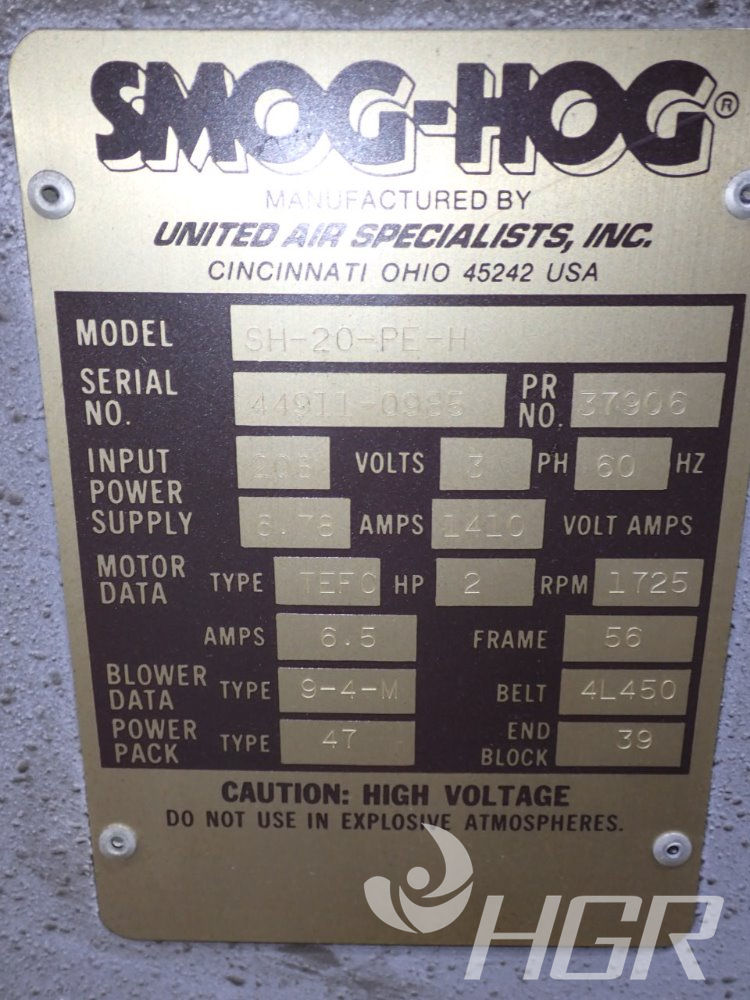 SMOG-HOG®
MANUFACTURED BY
UNITED AIR SPECIALISTS, INC.
CINCINNATI OHIO 45242 USA
MODEL SH-20-PE-H
SERIAL NO. PR NO. 37906
INPUT POWER SUPPLY VOLTS 3 PH 60 HZ
6.78 AMPS 1410 VOLT AMPS
MOTOR DATA TYPE TEFC HP 2 RPM 1725
AMPS 6.5 FRAME 56
BLOWER DATA TYPE 9-4-M BELT 4L450
POWER PACK TYPE 47 END BLOCK 39
CAUTION: HIGH VOLTAGE
DO NOT USE IN EXPLOSIVE ATMOSPHERES.
HGR